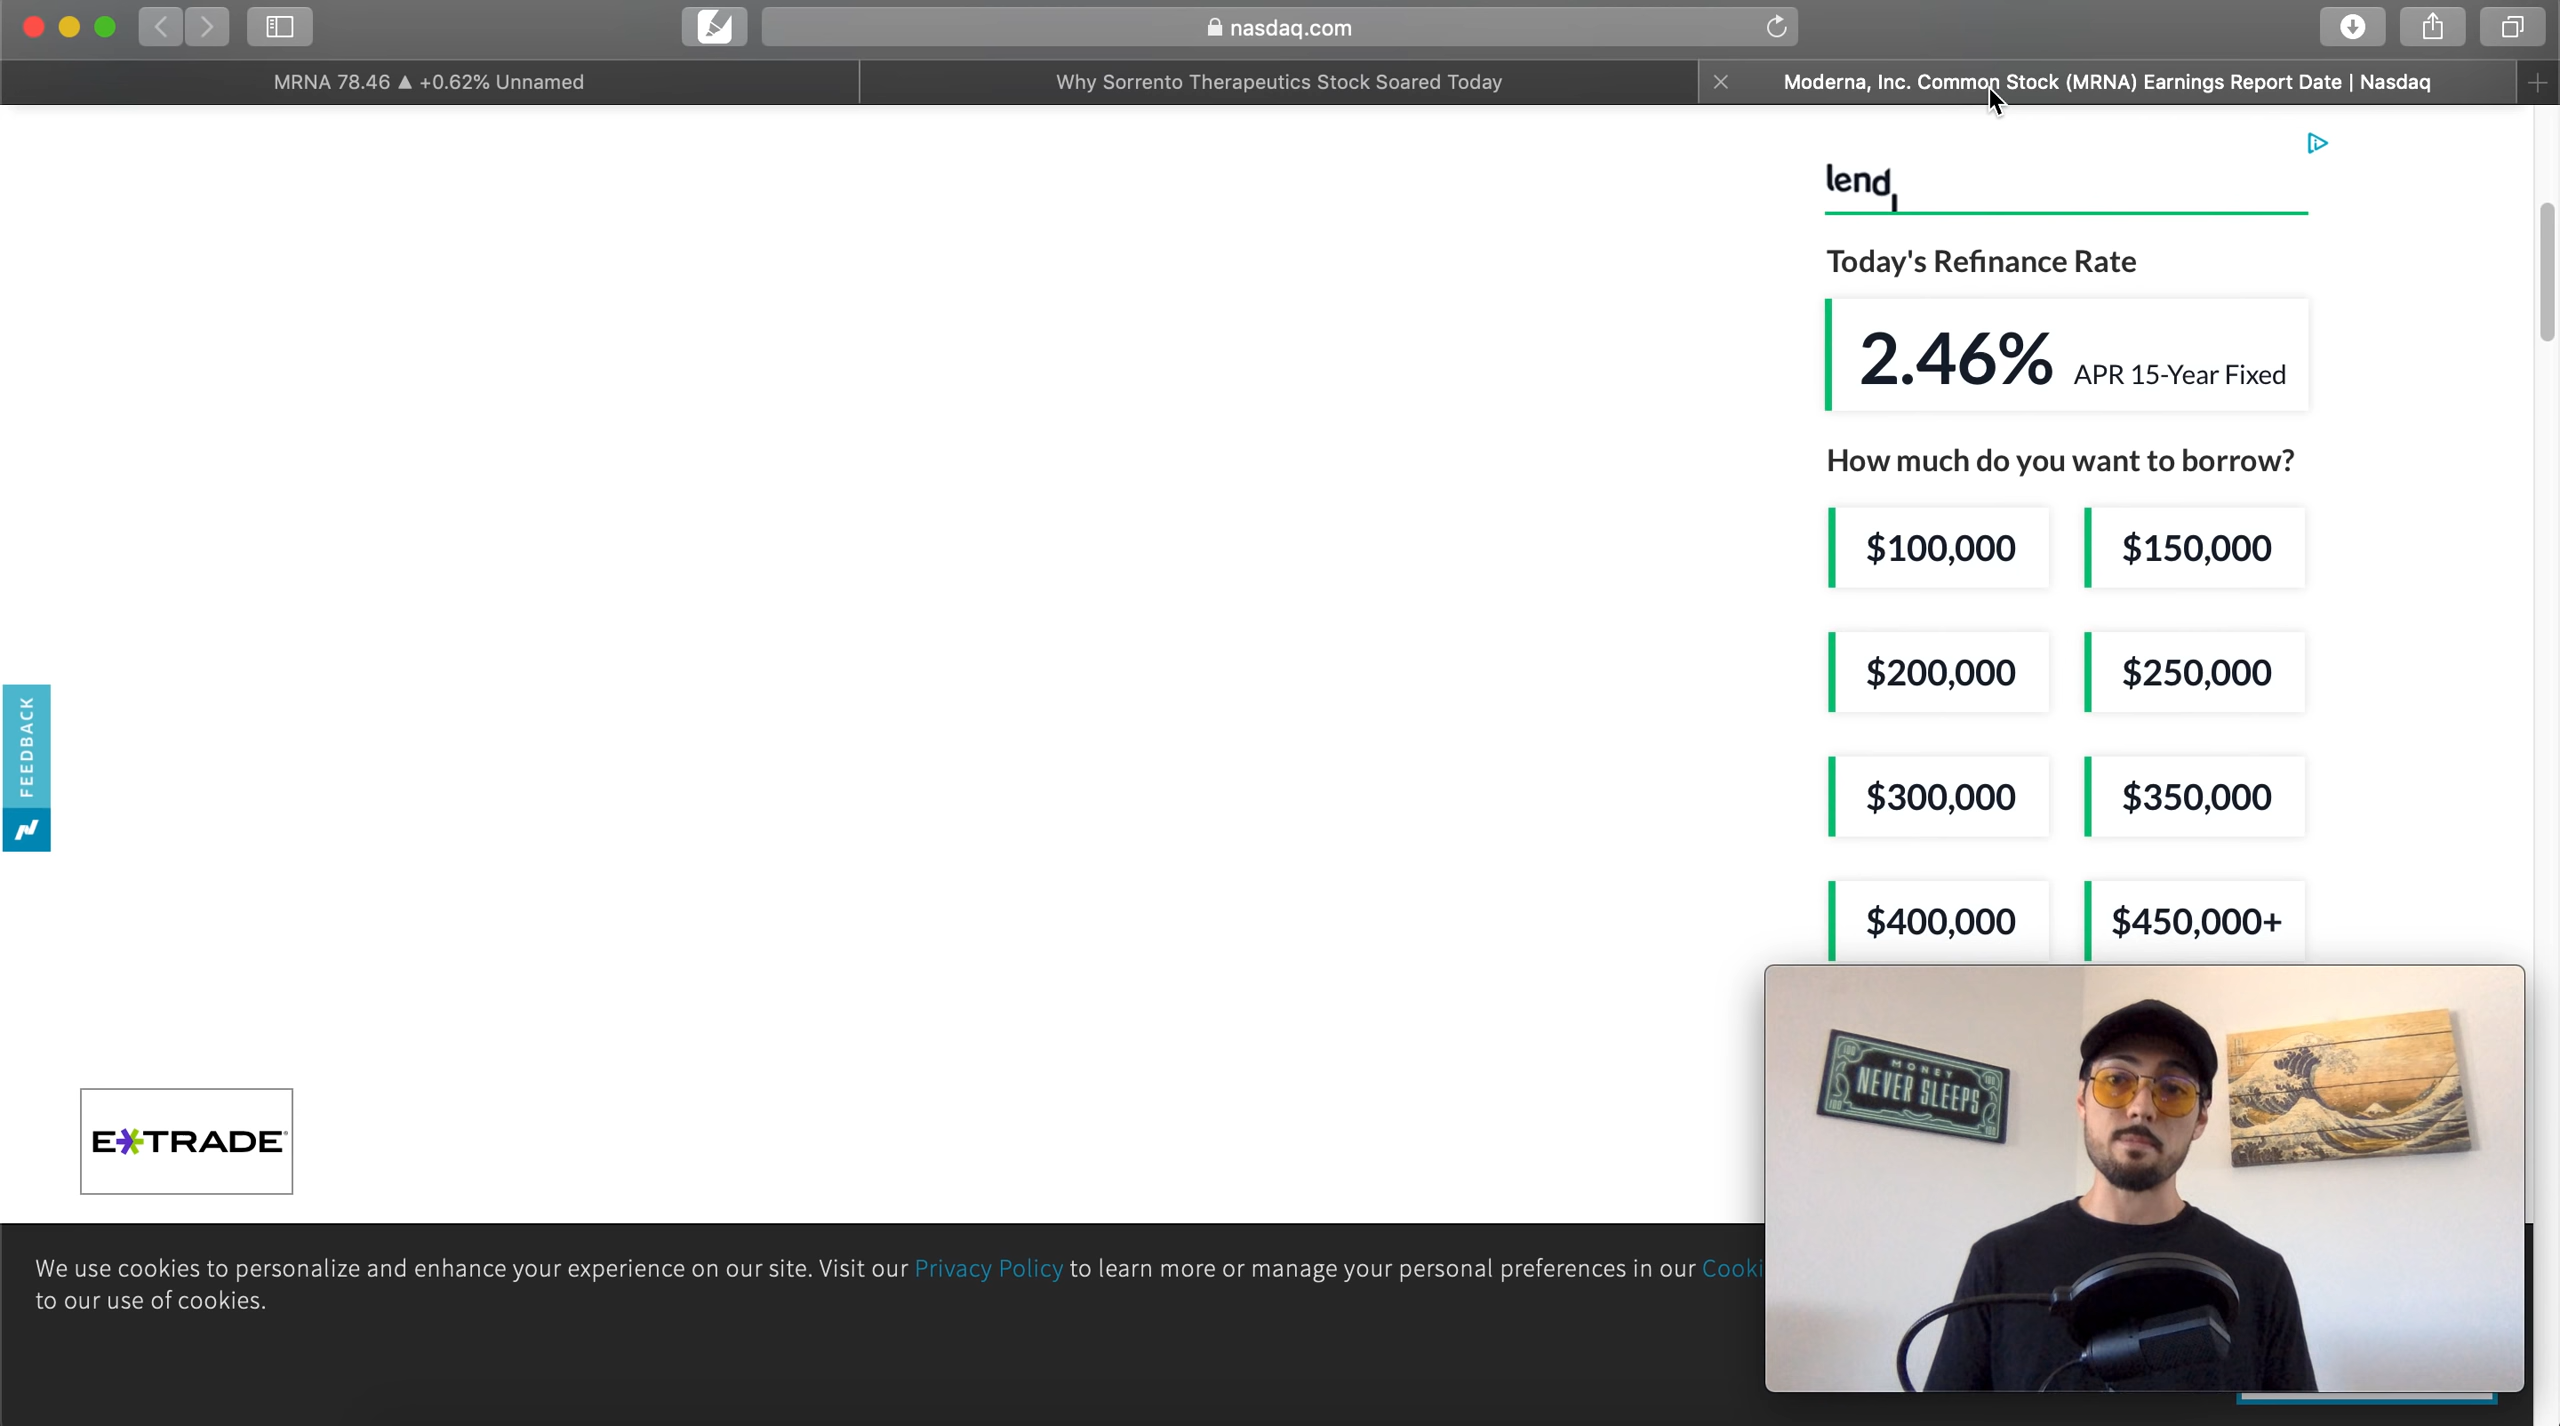 nasdaq.com
MRNA 78.46 ▲ +0.62% Unnamed
Why Sorrento Therapeutics Stock Soared Today
Moderna, Inc. Common Stock (MRNA) Earnings Report Date | Nasdaq
lend
Today's Refinance Rate
2.46% APR 15-Year Fixed
How much do you want to borrow?
$100,000 $150,000
$200,000 $250,000
$300,000 $350,000
$400,000 $450,000+
FEEDBACK
E*TRADE
MONEY
NEVER SLEEPS
We use cookies to personalize and enhance your experience on our site. Visit our Privacy Policy to learn more or manage your personal preferences in our Cooki
to our use of cookies.